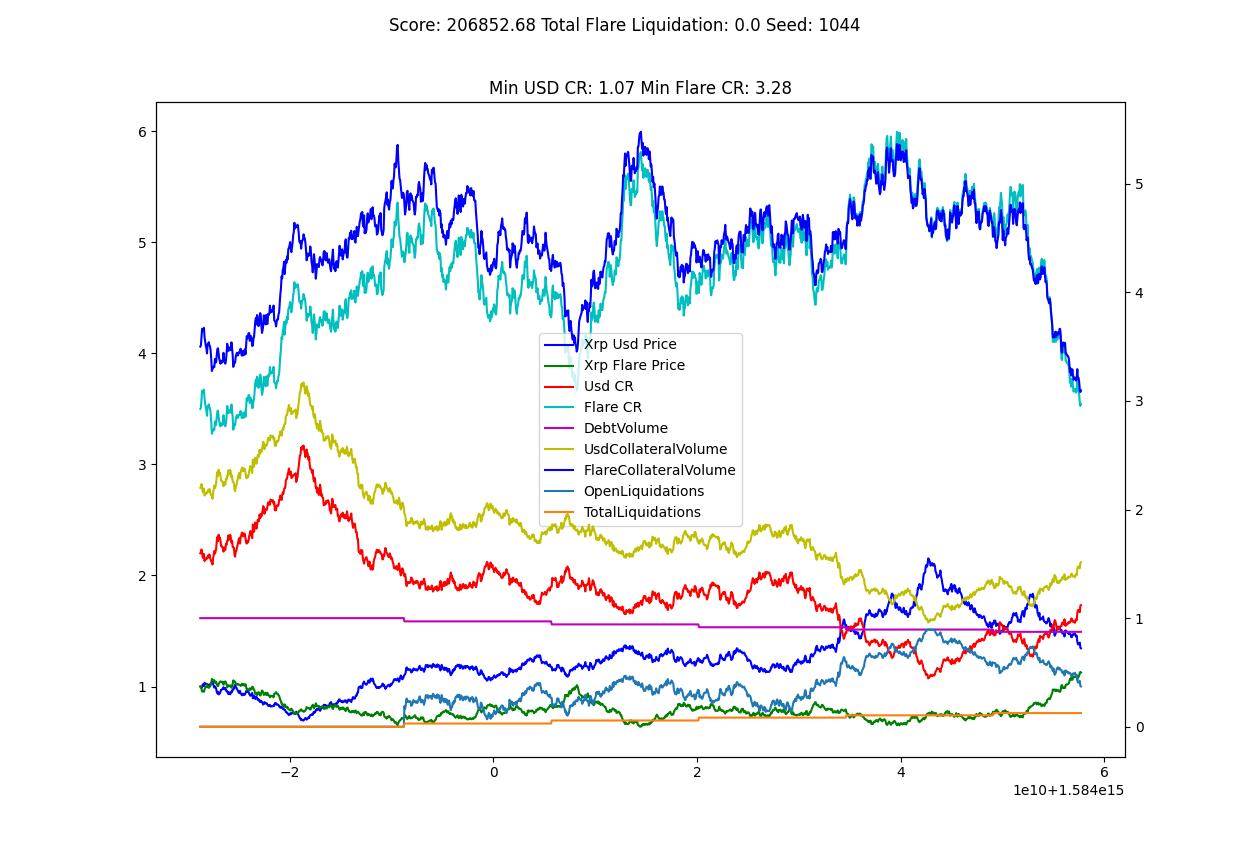 Score: 206852.68 Total Flare Liquidation: 0.0 Seed: 1044
Min USD CR: 1.07 Min Flare CR: 3.28
6
5
4
3
2
1
5
4
3
2
1
0
Xrp Usd Price
Xrp Flare Price
Usd CR
Flare CR
DebtVolume
UsdCollateralVolume
FlareCollateralVolume
OpenLiquidations
TotalLiquidations
−2
0
2
4
6
1e10+1.584e15